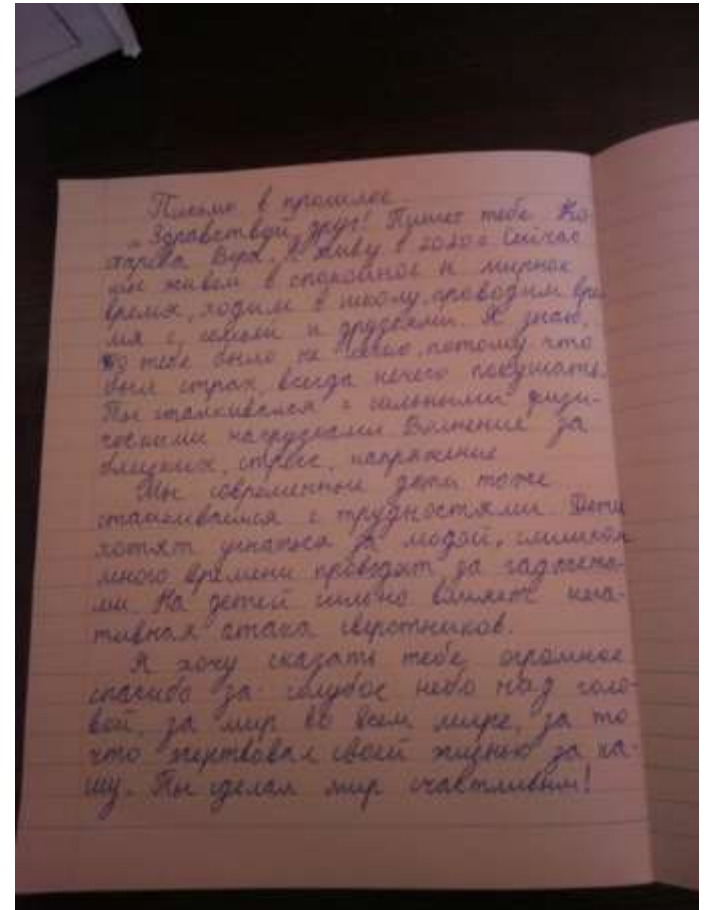 Письмо в прошлое
„Здравствуй, друг! Пишет тебе Ко-
харева Вера. Я живу в 2020г Сейчас
мы живем в спокойное и мирное
время, ходим в школу, проводим вре
мя с семьей и друзьями. Я знаю,
тебе было не легко, потому что
был страх, всегда нечего покушать.
Ты сталкивался с сильными физи-
ческими нагрузками Волнение за
близких, стресс, напряжение
Мы современные дети тоже
сталкиваемся с трудностями. Дети
хотят угнаться за модой, слишком
много времени проводят за гаджета-
ми. На детей сильно влияет нега-
тивная атака сверстников.
Я хочу сказать тебе, огромное
спасибо за голубое небо над голо-
вой, за мир во всем мире, за то
что жертвовал своей жизнью за на-
шу. Ты сделал мир счастливым!